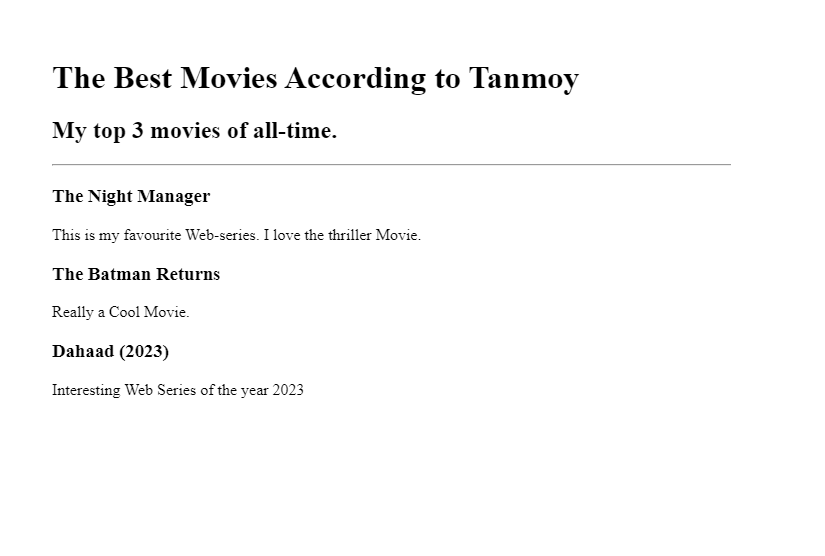 The Best Movies According to Tanmoy
My top 3 movies of all-time.
The Night Manager
This is my favourite Web-series. I love the thriller Movie.
The Batman Returns
Really a Cool Movie.
Dahaad (2023)
Interesting Web Series of the year 2023